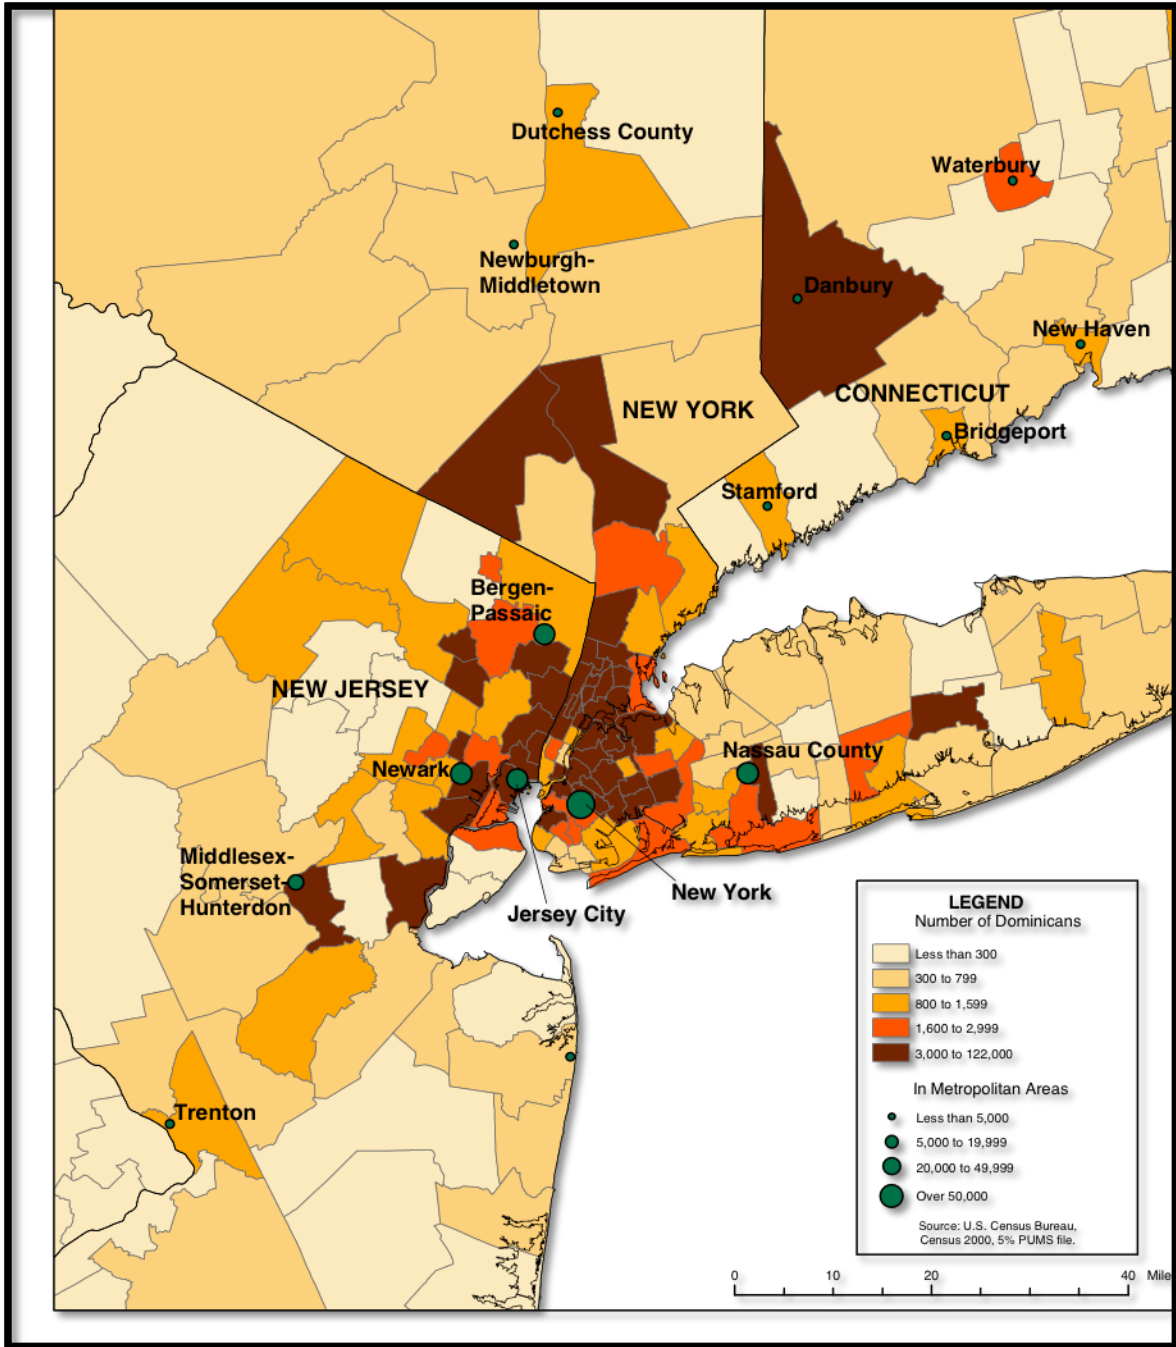 Dutchess County
Waterbury
Newburgh-
Middletown
Danbury
New Haven
CONNECTICUT
NEW YORK
Bridgeport
Stamford
Bergen-
Passaic
NEW JERSEY
Nassau County
Newark
Middlesex-
Somerset-
Hunterdon
New York
Jersey City
Trenton
LEGEND
Number of Dominicans
Less than 300
300 to 799
800 to 1,599
1,600 to 2,999
3,000 to 122,000
In Metropolitan Areas
Less than 5,000
5,000 to 19,999
20,000 to 49,999
Over 50,000
Source: U.S. Census Bureau,
Census 2000, 5% PUMS file.
0 10 20 40 Mile